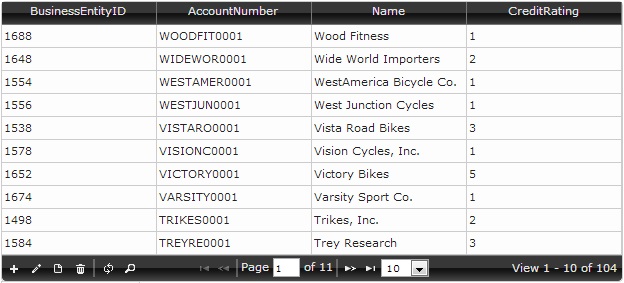 BusinessEntityID AccountNumber Name CreditRating
1688 WOODFIT0001 Wood Fitness 1
1648 WIDEWOR0001 Wide World Importers 2
1554 WESTAMER0001 WestAmerica Bicycle Co. 1
1556 WESTJUN0001 West Junction Cycles 1
1538 VISTARO0001 Vista Road Bikes 3
1578 VISIONC0001 Vision Cycles, Inc. 1
1652 VICTORY0001 Victory Bikes 5
1674 VARSITY0001 Varsity Sport Co. 1
1498 TRIKES0001 Trikes, Inc. 2
1584 TREYRE0001 Trey Research 3
Page 1 of 11 10 View 1 - 10 of 104